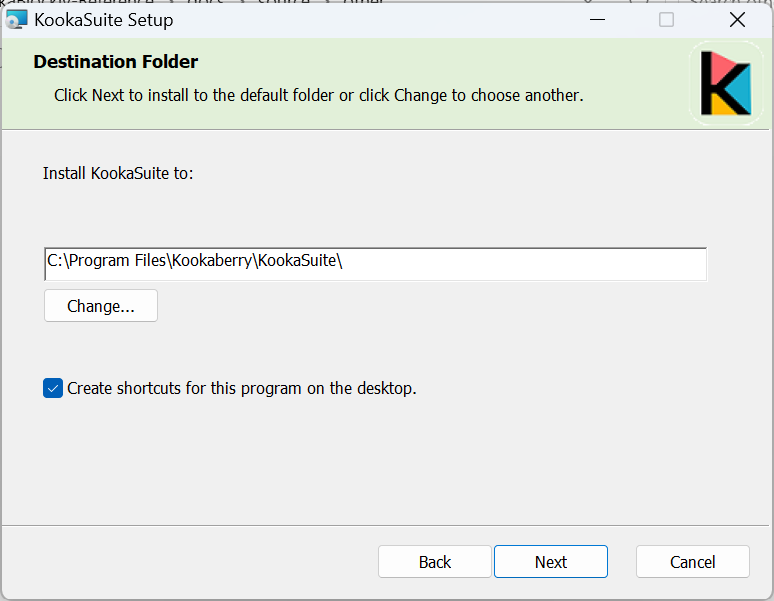 KookaSuite Setup
Destination Folder
Click Next to install to the default folder or click Change to choose another.
Install KookaSuite to:
C:\Program Files\Kookaberry\KookaSuite\
Change...
Create shortcuts for this program on the desktop.
Back
Next
Cancel